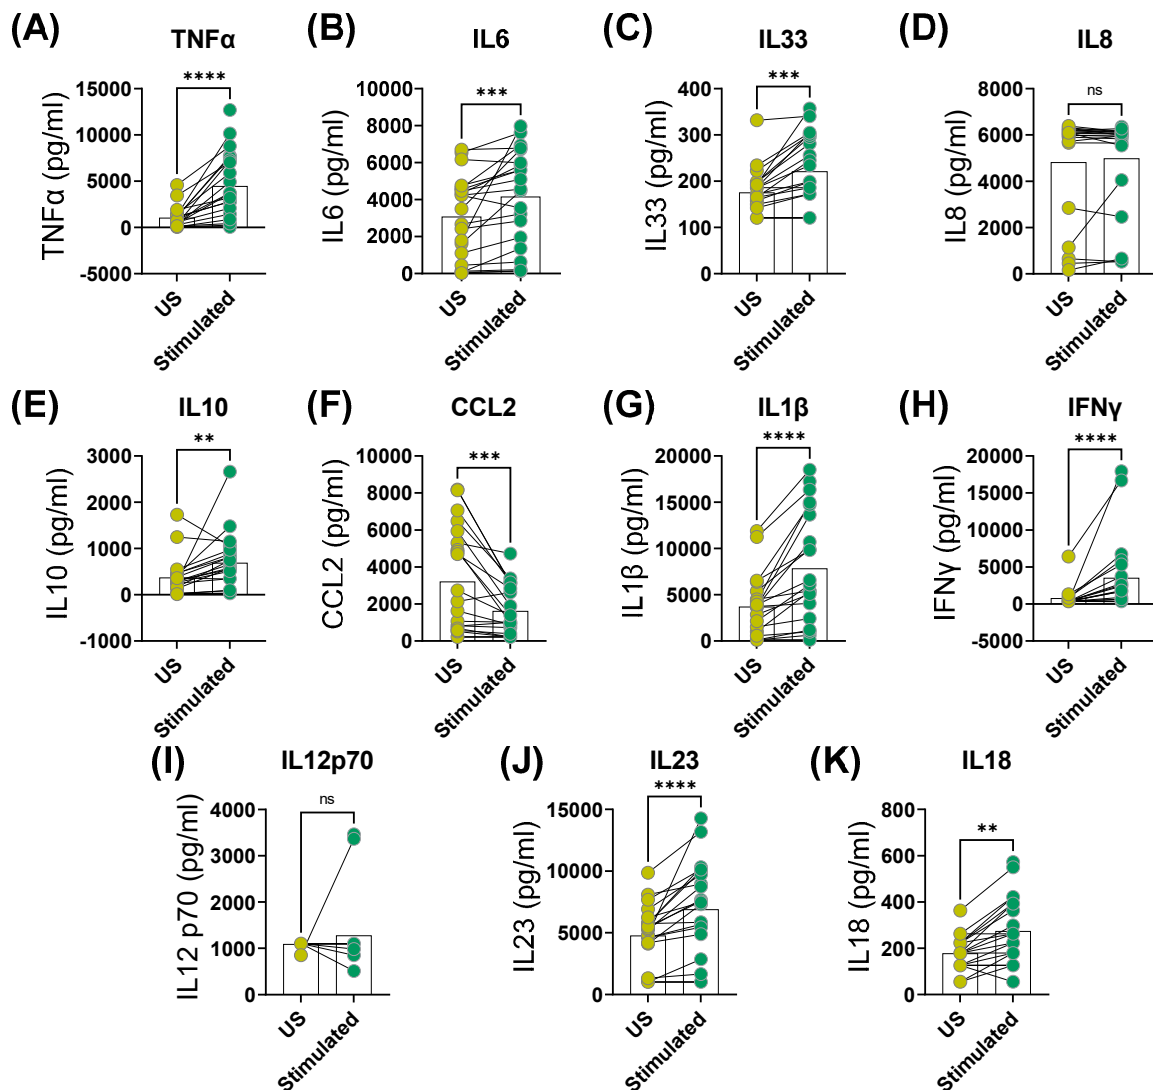 (A) (B) (C) (D)
TNFα IL6 IL33 IL8
**** *** *** ns
TNFα (pg/ml)
15000
10000
5000
0
-5000
US
Stimulated
IL6 (pg/ml)
10000
8000
6000
4000
2000
0
US
Stimulated
IL33 (pg/ml)
400
300
200
100
0
US
Stimulated
IL8 (pg/ml)
8000
6000
4000
2000
0
US
Stimulated
(E) (F) (G) (H)
IL10 CCL2 IL1β IFNγ
** *** **** ****
IL10 (pg/ml)
3000
2000
1000
0
-1000
US
Stimulated
CCL2 (pg/ml)
10000
8000
6000
4000
2000
0
US
Stimulated
IL1β (pg/ml)
20000
15000
10000
5000
0
US
Stimulated
IFNγ (pg/ml)
20000
15000
10000
5000
0
-5000
US
Stimulated
(I) (J) (K)
IL12p70 IL23 IL18
ns **** **
IL12 p70 (pg/ml)
4000
3000
2000
1000
0
US
Stimulated
IL23 (pg/ml)
15000
10000
5000
0
US
Stimulated
IL18 (pg/ml)
800
600
400
200
0
US
Stimulated